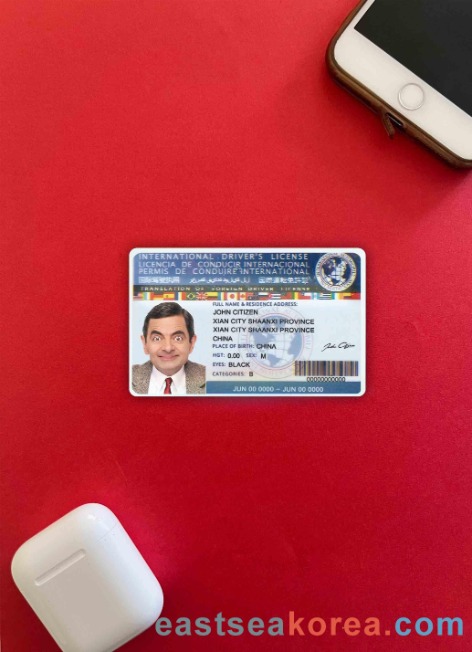 INTERNATIONAL DRIVER'S LICENSE
LICENCIA DE CONDUCIR INTERNACIONAL
PERMIS DE CONDUIRE INTERNATIONAL
TRANSLATION OF FOREIGN DRIVER LICENSE
FULL NAME & RESIDENCE ADDRESS:
JOHN CITIZEN
XIAN CITY SHAANXI PROVINCE
XIAN CITY SHAANXI PROVINCE
CHINA
PLACE OF BIRTH: CHINA
HGT: 0.00 SEX: M
EYES: BLACK
CATEGORIES: B
00000000000
JUN 00 0000 – JUN 00 0000
eastseakorea.com